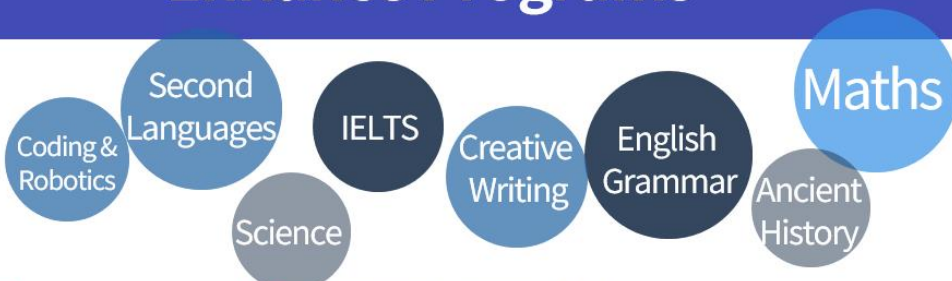 Second
Languages
Coding &
Robotics
IELTS
Science
Creative
Writing
English
Grammar
Maths
Ancient
History